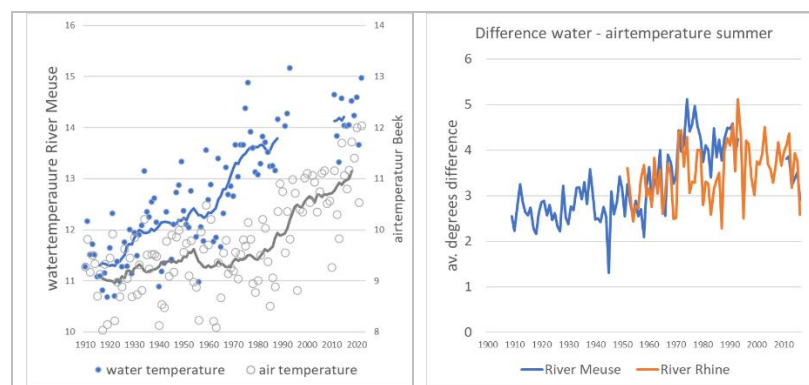 16
15
14
13
12
11
10
14
13
12
11
10
9
8
watertemperauure River Meuse
airtemperatuur Beek
1910 1920 1930 1940 1950 1960 1970 1980 1990 2000 2010 2020
water temperature air temperature
Difference water - airtemperature summer
6
5
4
3
2
1
0
av. degrees difference
1900 1910 1920 1930 1940 1950 1960 1970 1980 1990 2000 2010
River Meuse River Rhine